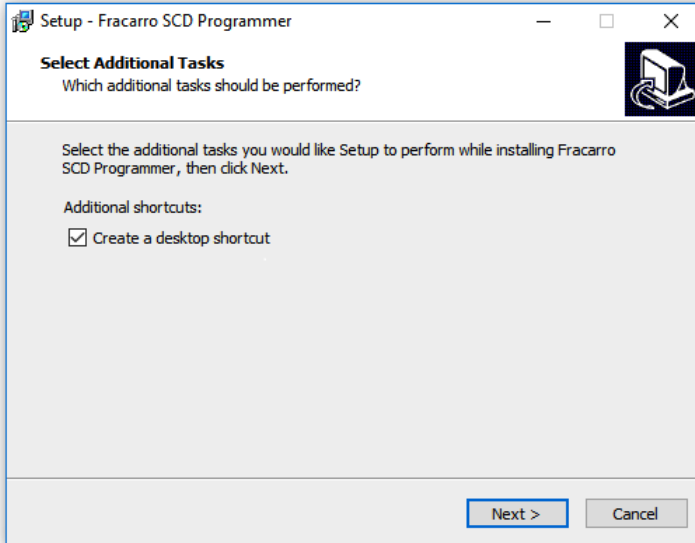 Setup - Fracarro SCD Programmer
Select Additional Tasks
Which additional tasks should be performed?
Select the additional tasks you would like Setup to perform while installing Fracarro
SCD Programmer, then click Next.
Additional shortcuts:
Create a desktop shortcut
Next >
Cancel